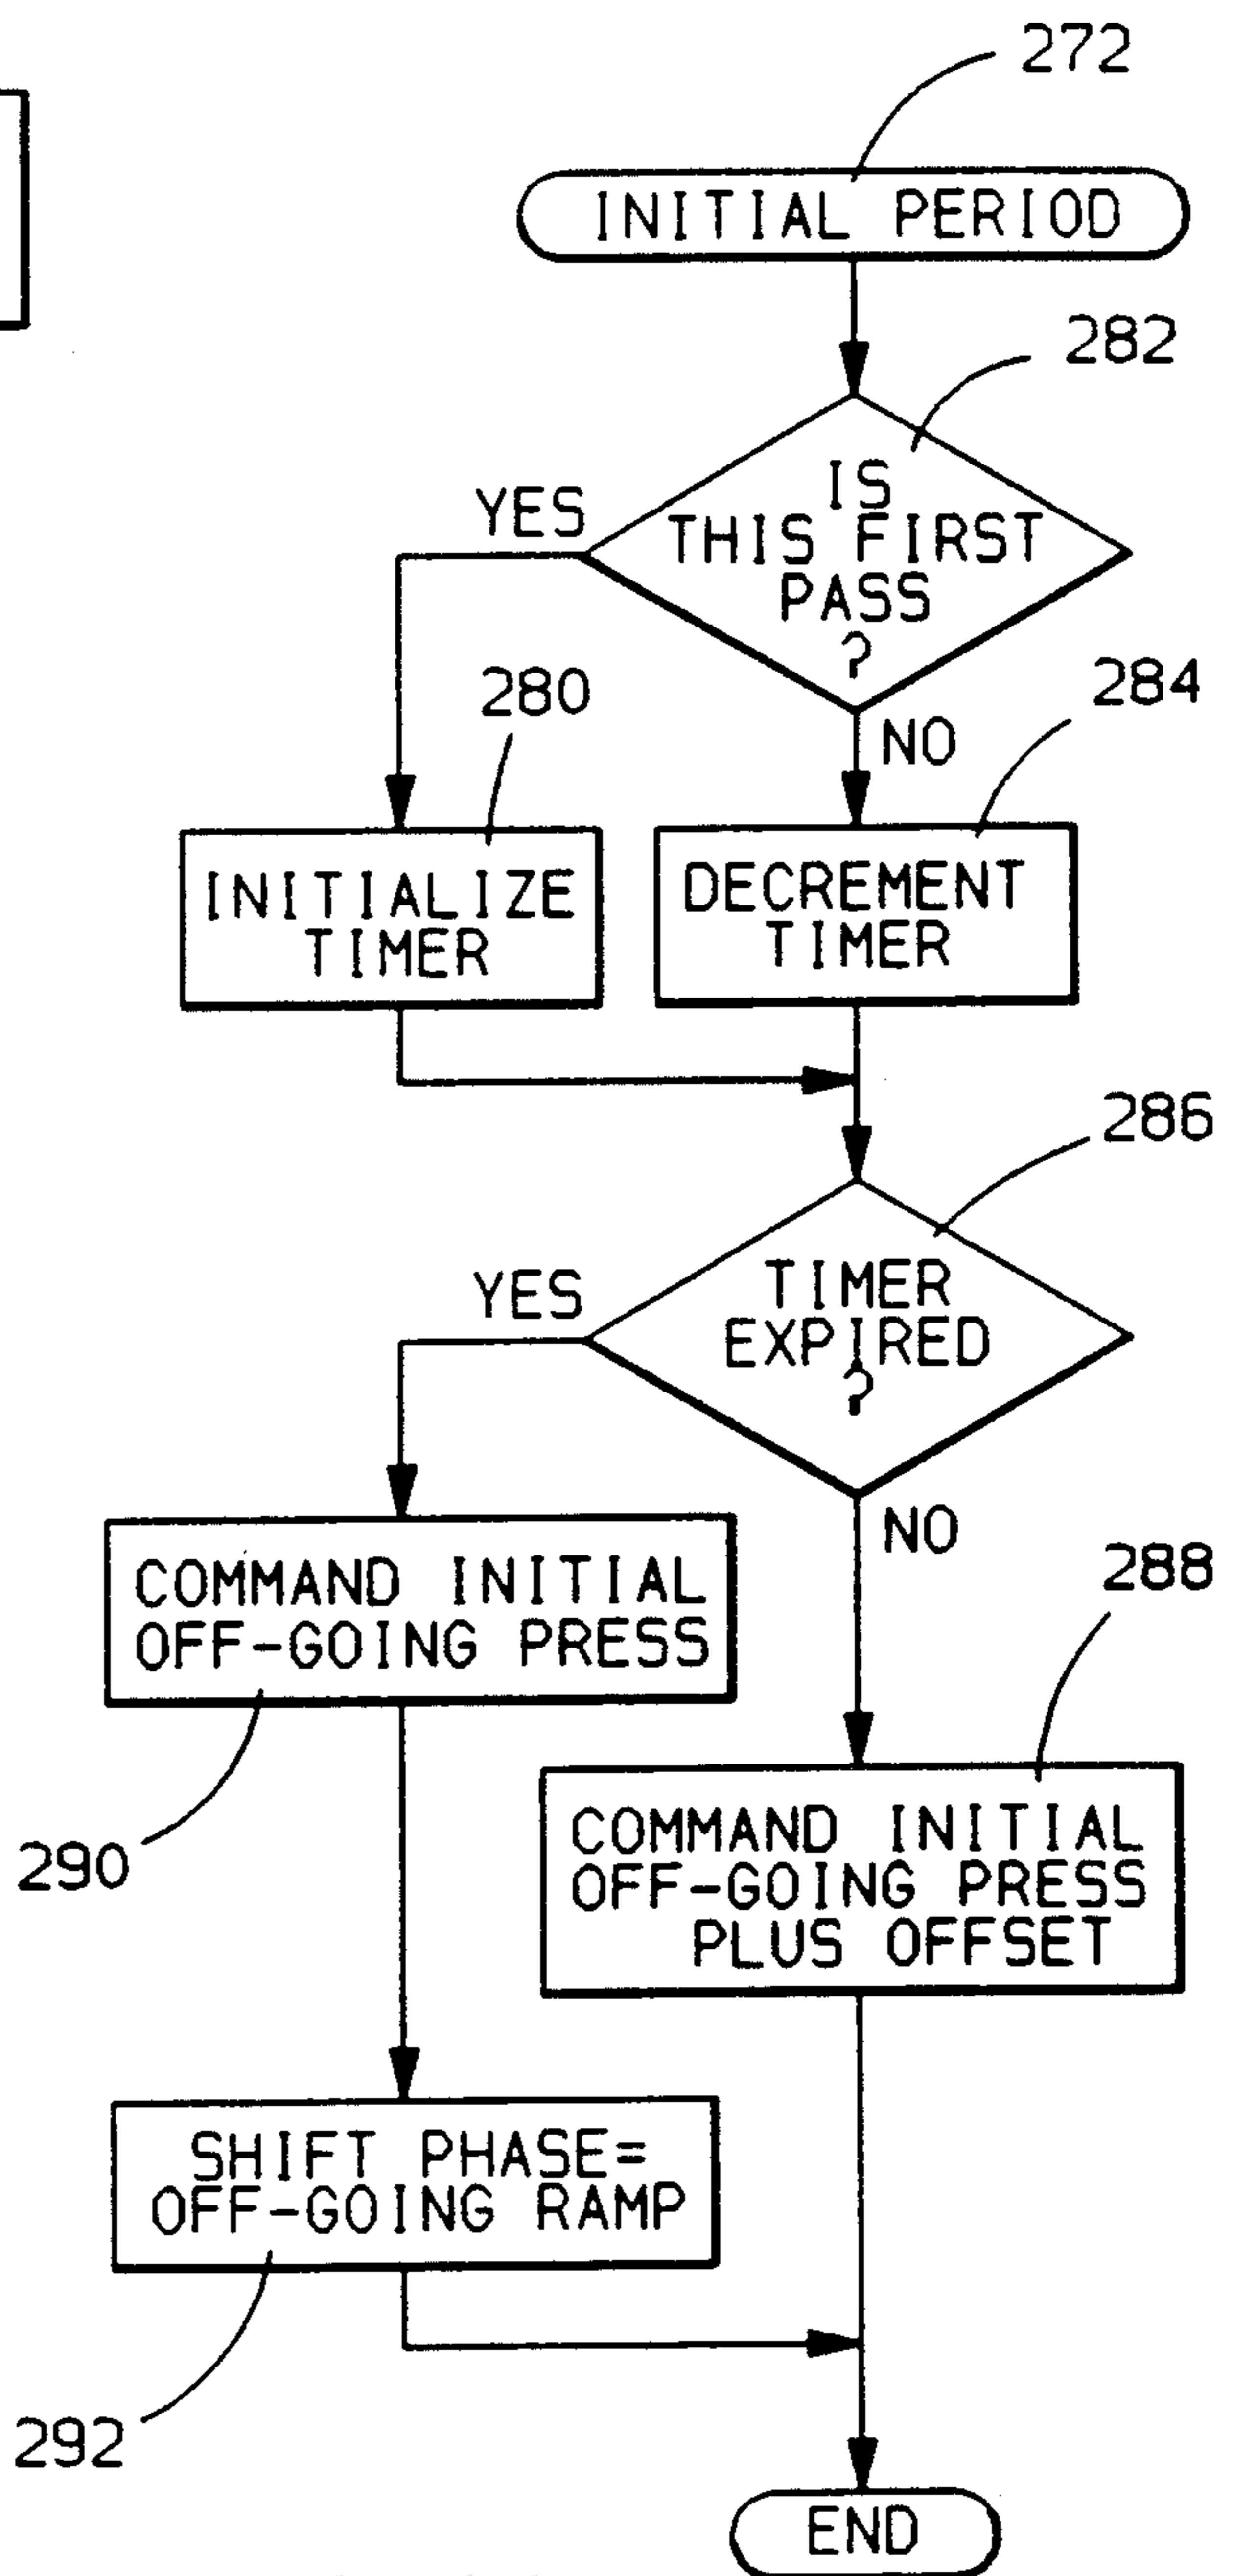 272
INITIAL PERIOD
282
IS
THIS FIRST
PASS
?
YES
NO
280
284
INITIALIZE
TIMER
DECREMENT
TIMER
286
TIMER
EXPIRED
?
YES
NO
288
COMMAND INITIAL
OFF-GOING PRESS
290
COMMAND INITIAL
OFF-GOING PRESS
PLUS OFFSET
SHIFT PHASE=
OFF-GOING RAMP
292
END